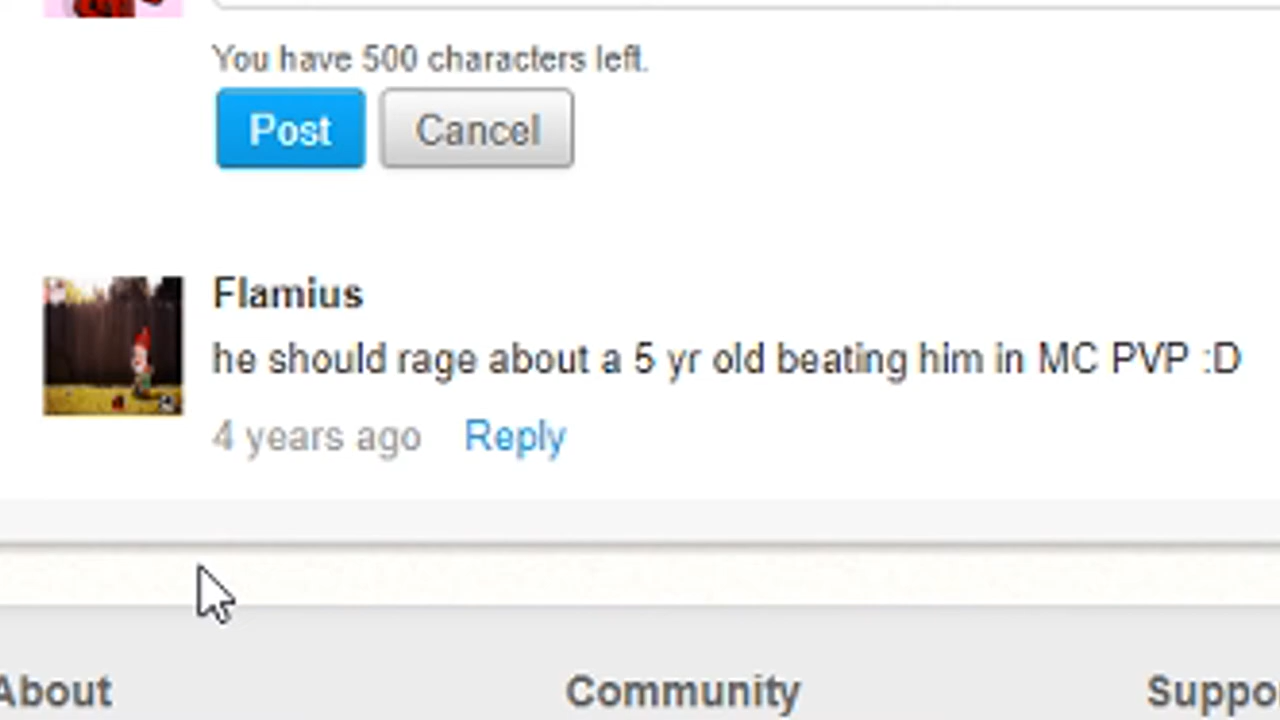 You have 500 characters left.
Post Cancel
Flamius
he should rage about a 5 yr old beating him in MC PVP :D
4 years ago Reply
About Community Suppo